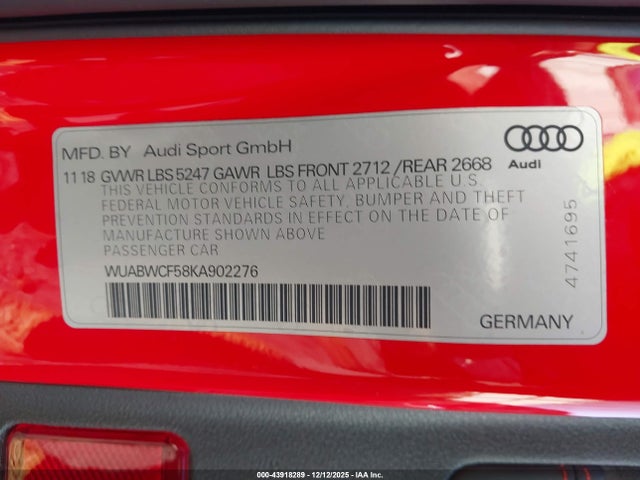 MFD. BY Audi Sport GmbH
Audi
11 18 GVWR LBS 5247 GAWR LBS FRONT 2712 / REAR 2668
THIS VEHICLE CONFORMS TO ALL APPLICABLE U.S.
FEDERAL MOTOR VEHICLE SAFETY, BUMPER AND THEFT
PREVENTION STANDARDS IN EFFECT ON THE DATE OF
MANUFACTURE SHOWN ABOVE
PASSENGER CAR
WUABWCF58KA902276
4741695
GERMANY
000-43918289 - 12/12/2025 - IAA Inc.